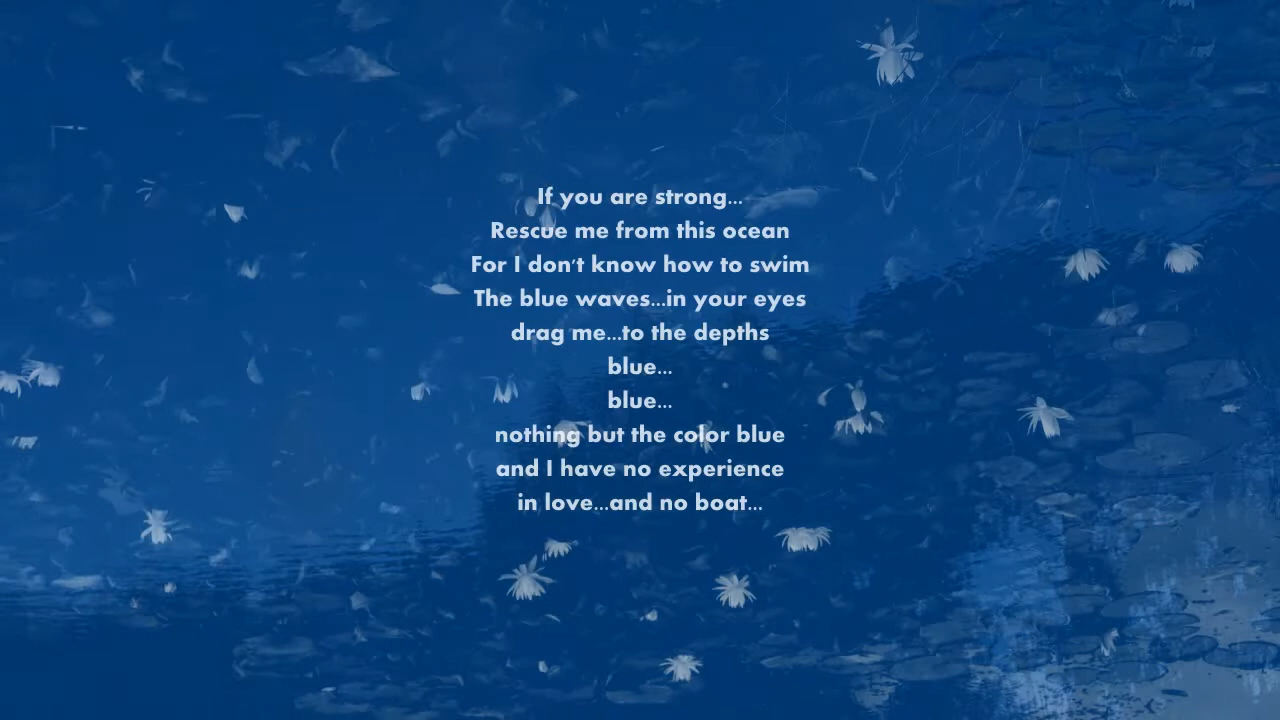 If you are strong...
Rescue me from this ocean
For I don't know how to swim
The blue waves...in your eyes
drag me...to the depths
blue...
blue...
nothing but the color blue
and I have no experience
in love...and no boat...